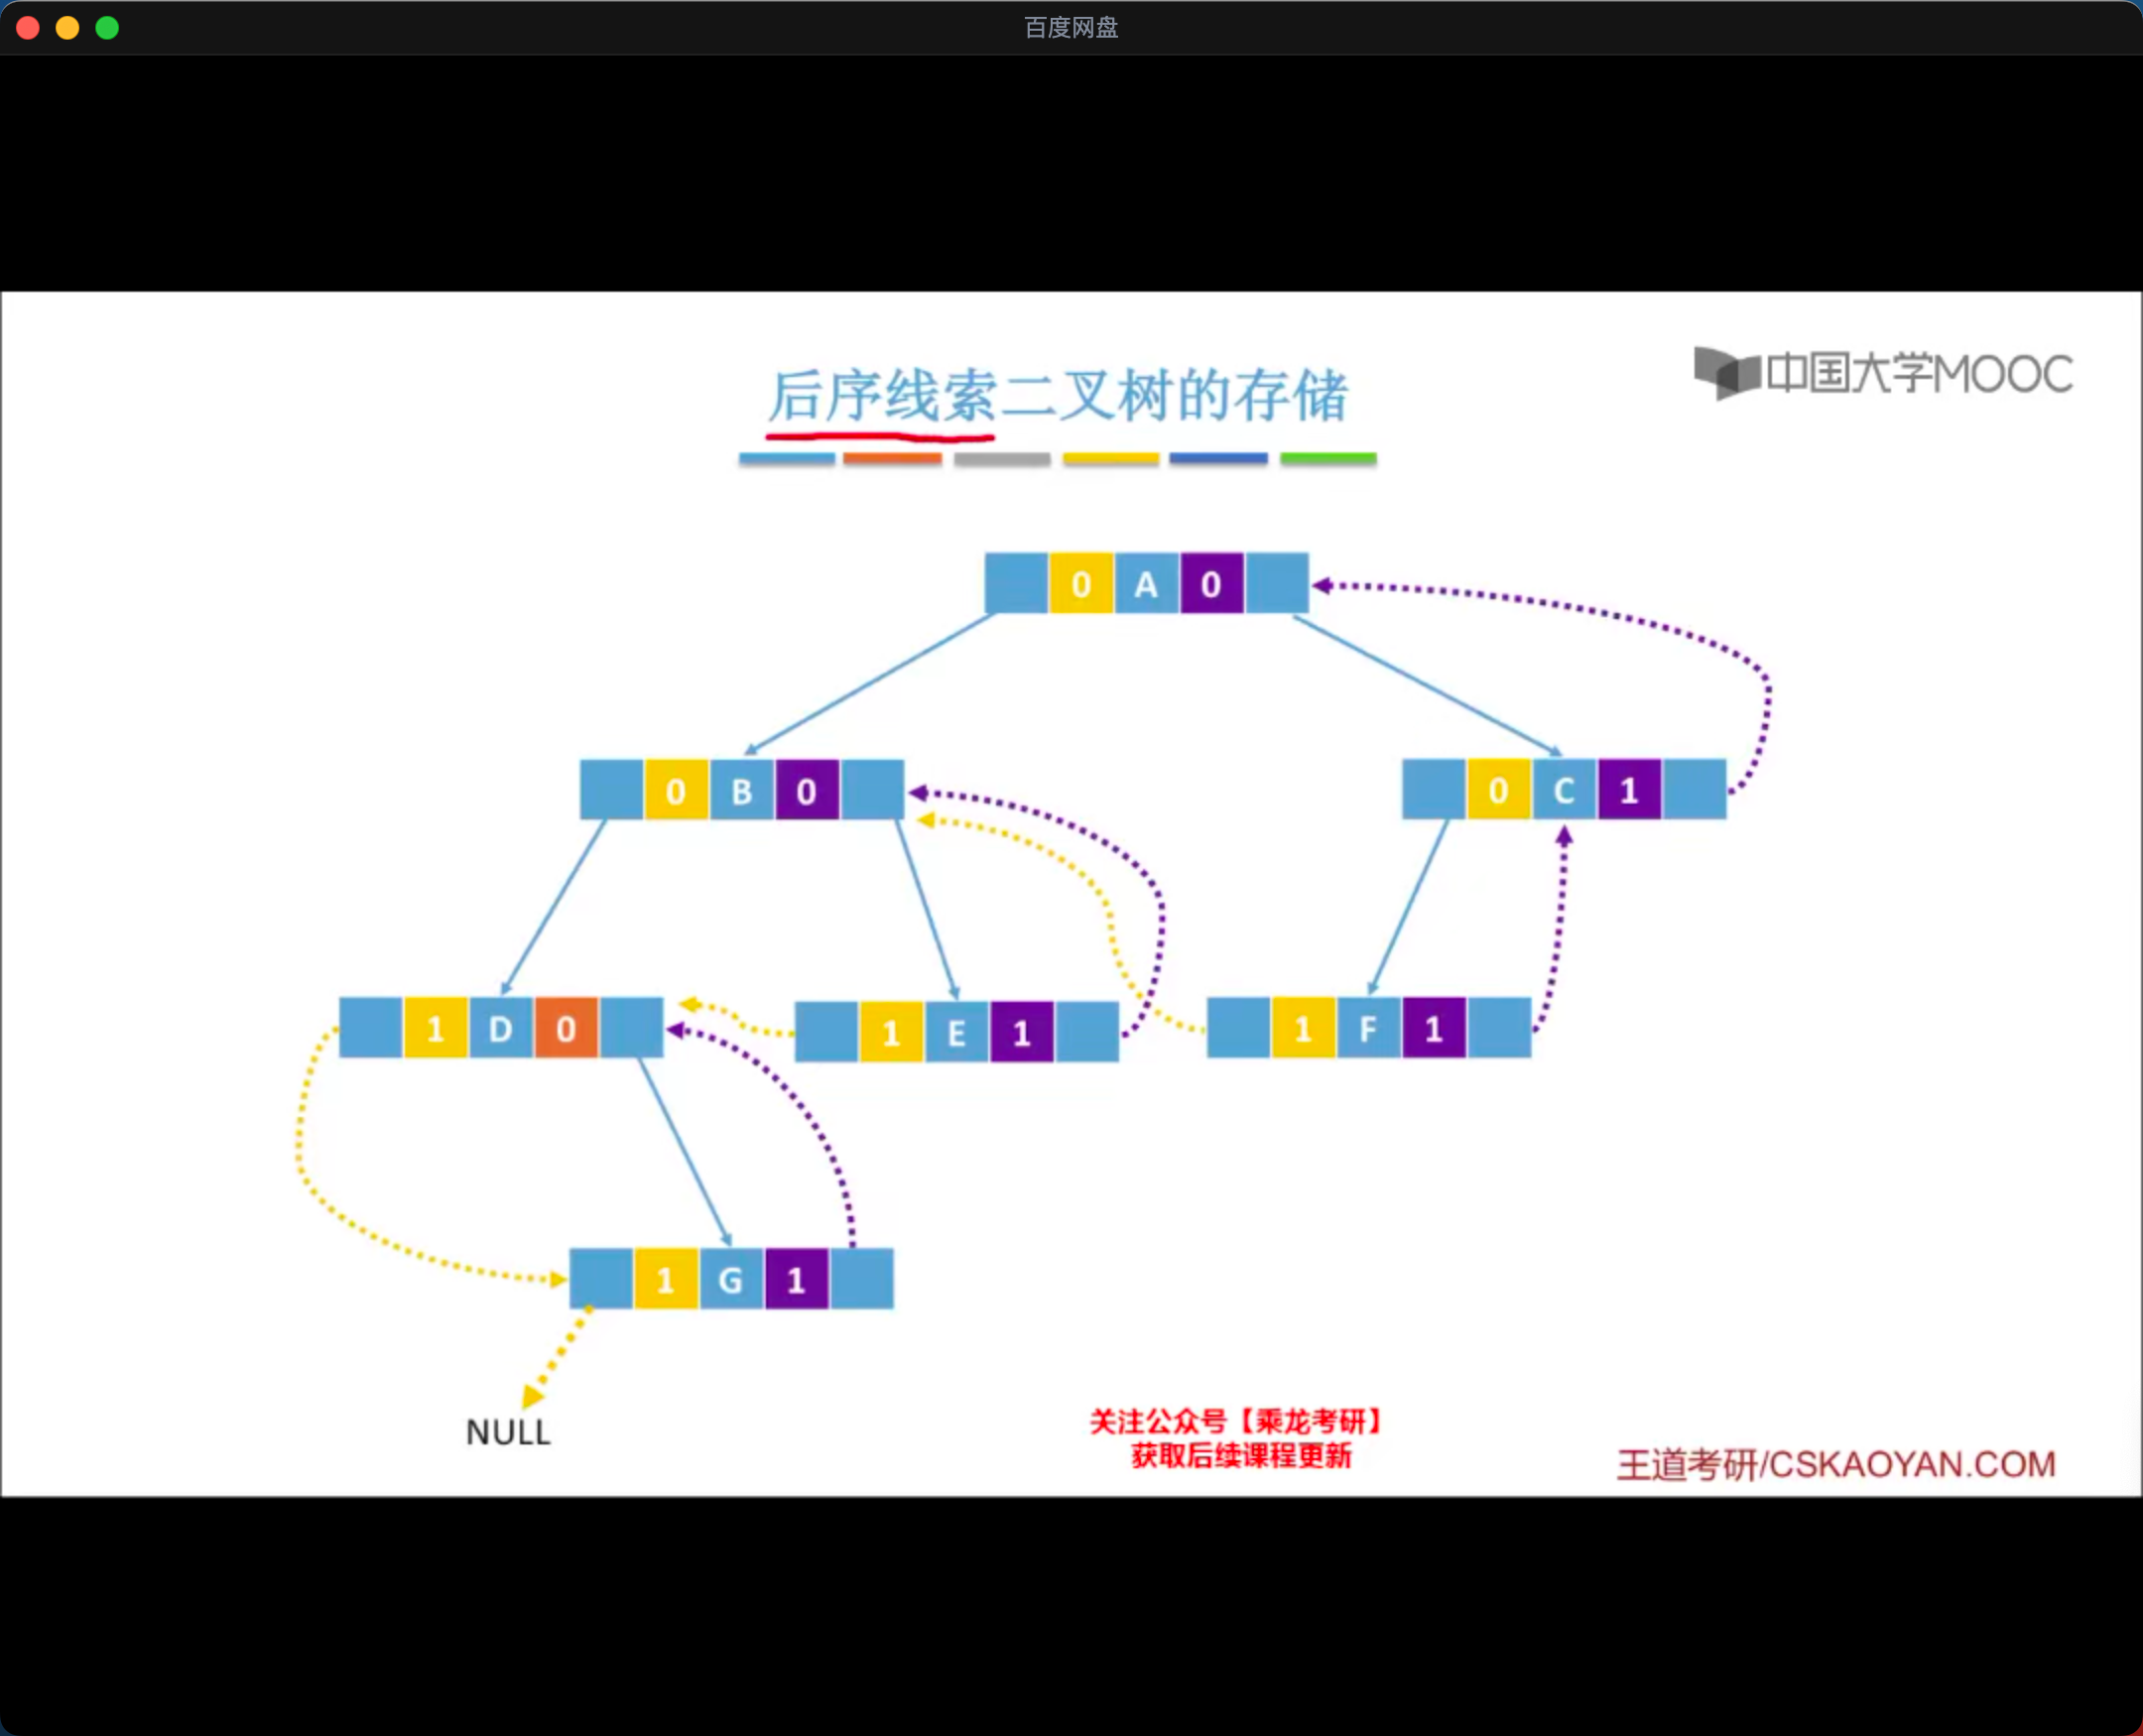 百度网盘
中国大学MOOC
后序线索二叉树的存储
0 A 0
0 B 0
0 C 1
1 D 0
1 E 1
1 F 1
1 G 1
NULL
关注公众号【乘龙考研】
获取后续课程更新
王道考研/CSKAOYAN.COM